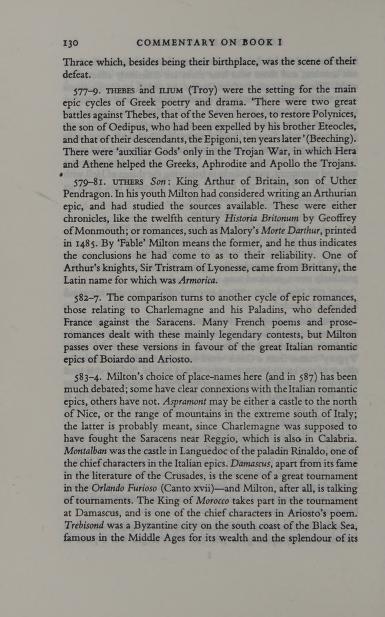 130 COMMENTARY ON BOOK I
Thrace which, besides being their birthplace, was the scene of their
defeat.
577-9. THEBES and ILIUM (Troy) were the setting for the main
epic cycles of Greek poetry and drama. 'There were two great
battles against Thebes, that of the Seven heroes, to restore Polynices,
the son of Oedipus, who had been expelled by his brother Eteocles,
and that of their descendants, the Epigoni, ten years later' (Beeching).
There were 'auxiliar Gods' only in the Trojan War, in which Hera
and Athene helped the Greeks, Aphrodite and Apollo the Trojans.
579-81. UTHERS Son: King Arthur of Britain, son of Uther
Pendragon. In his youth Milton had considered writing an Arthurian
epic, and had studied the sources available. These were either
chronicles, like the twelfth century Historia Britonum by Geoffrey
of Monmouth; or romances, such as Malory's Morte Darthur, printed
in 1485. By 'Fable' Milton means the former, and he thus indicates
the conclusions he had come to as to their reliability. One of
Arthur's knights, Sir Tristram of Lyonesse, came from Brittany, the
Latin name for which was Armorica.
582-7. The comparison turns to another cycle of epic romances,
those relating to Charlemagne and his Paladins, who defended
France against the Saracens. Many French poems and prose-
romances dealt with these mainly legendary contests, but Milton
passes over these versions in favour of the great Italian romantic
epics of Boiardo and Ariosto.
583-4. Milton's choice of place-names here (and in 587) has been
much debated; some have clear connexions with the Italian romantic
epics, others have not. Aspramont may be either a castle to the north
of Nice, or the range of mountains in the extreme south of Italy;
the latter is probably meant, since Charlemagne was supposed to
have fought the Saracens near Reggio, which is also in Calabria.
Montalban was the castle in Languedoc of the paladin Rinaldo, one of
the chief characters in the Italian epics. Damascus, apart from its fame
in the literature of the Crusades, is the scene of a great tournament
in the Orlando Furioso (Canto xvii)—and Milton, after all, is talking
of tournaments. The King of Morocco takes part in the tournament
at Damascus, and is one of the chief characters in Ariosto's poem.
Trebisond was a Byzantine city on the south coast of the Black Sea,
famous in the Middle Ages for its wealth and the splendour of its